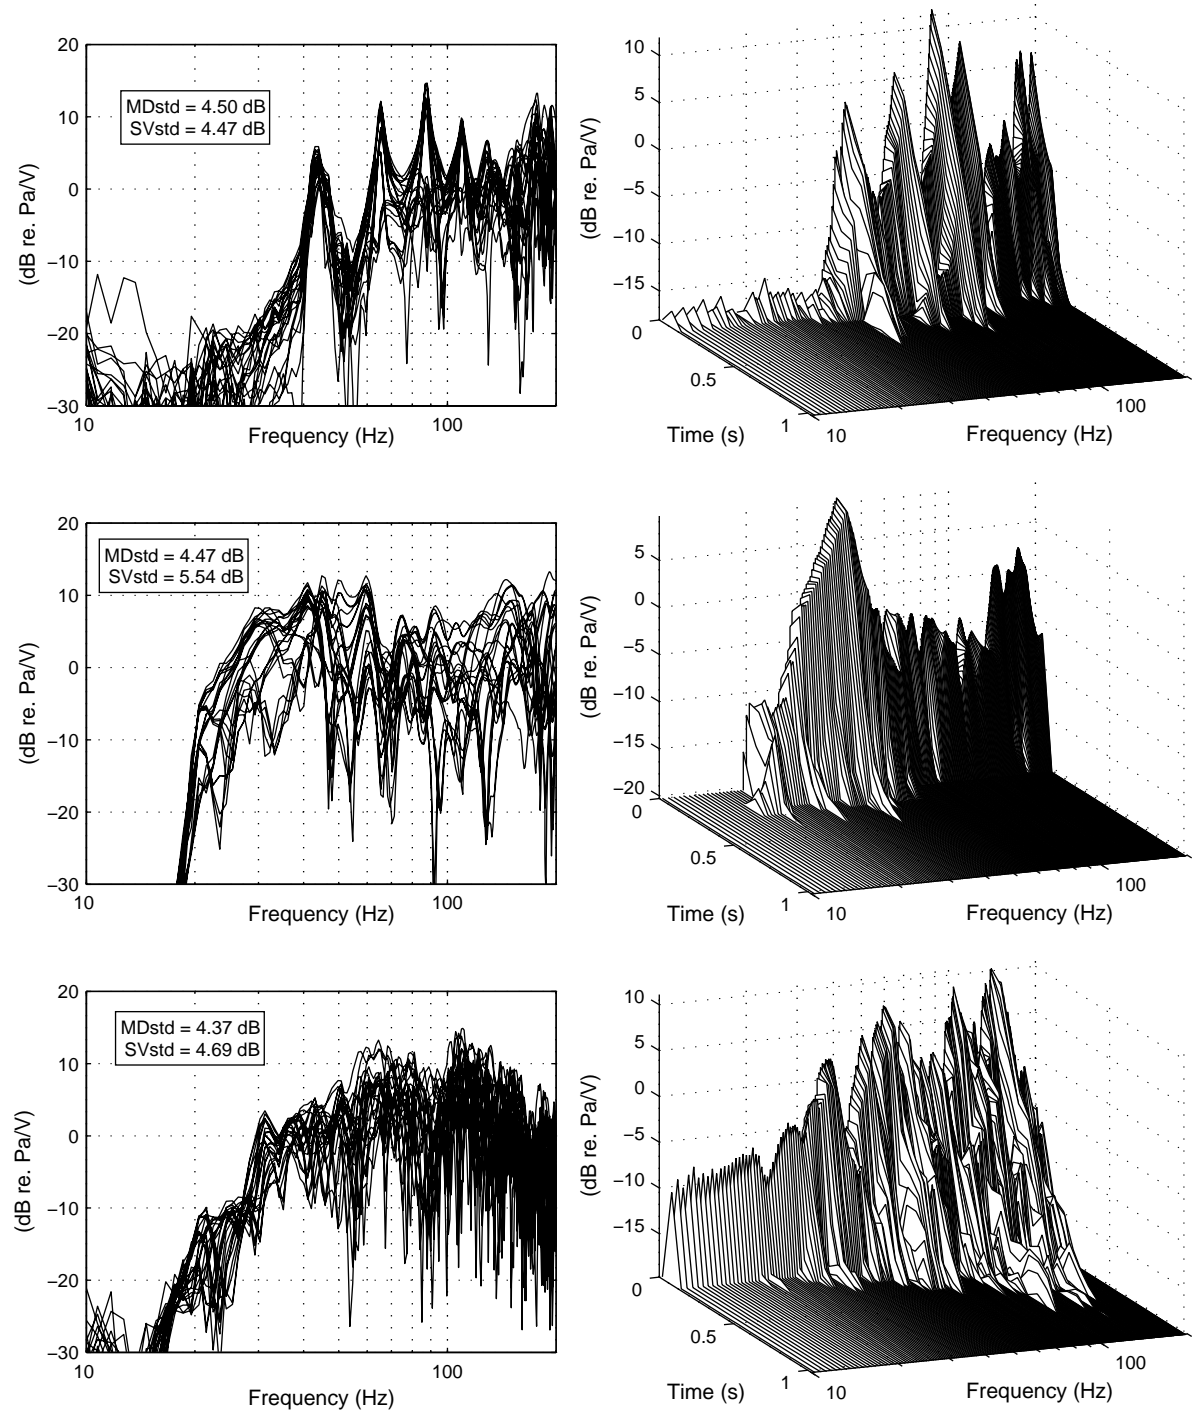 20
10
0
−10
−20
−30
(dB re. Pa/V)
MDstd = 4.50 dB
SVstd = 4.47 dB
10
100
Frequency (Hz)
10
5
0
−5
−10
−15
(dB re. Pa/V)
0
0.5
1
Time (s)
10
100
Frequency (Hz)
20
10
0
−10
−20
−30
(dB re. Pa/V)
MDstd = 4.47 dB
SVstd = 5.54 dB
10
100
Frequency (Hz)
5
0
−5
−10
−15
−20
(dB re. Pa/V)
0
0.5
1
Time (s)
10
100
Frequency (Hz)
20
10
0
−10
−20
−30
(dB re. Pa/V)
MDstd = 4.37 dB
SVstd = 4.69 dB
10
100
Frequency (Hz)
10
5
0
−5
−10
−15
(dB re. Pa/V)
0
0.5
1
Time (s)
10
100
Frequency (Hz)